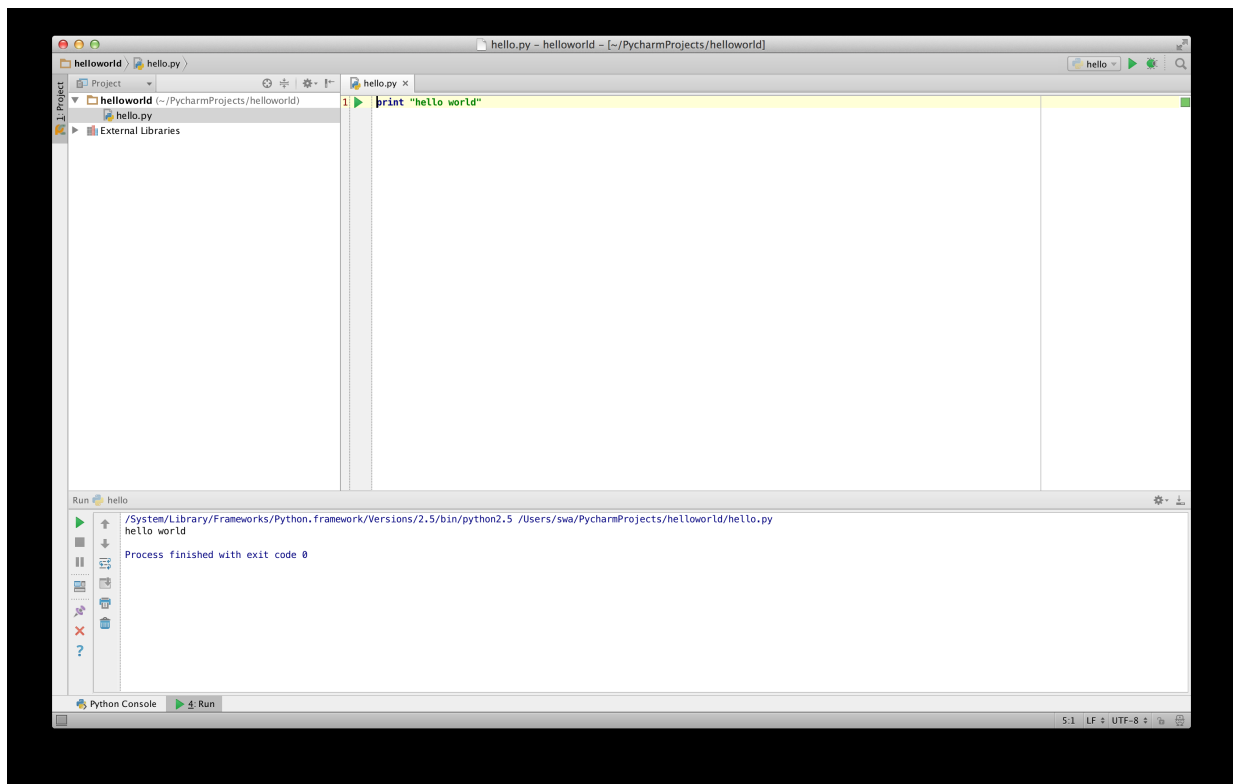 hello.py – helloworld – [~/PycharmProjects/helloworld]
helloworld hello.py hello
1: Project
Project hello.py
helloworld (~/PycharmProjects/helloworld)
hello.py
External Libraries
1 print "hello world"
Run hello
/System/Library/Frameworks/Python.framework/Versions/2.5/bin/python2.5 /Users/swa/PycharmProjects/helloworld/hello.py
hello world
Process finished with exit code 0
?
Python Console 4: Run
5:1 LF UTF-8